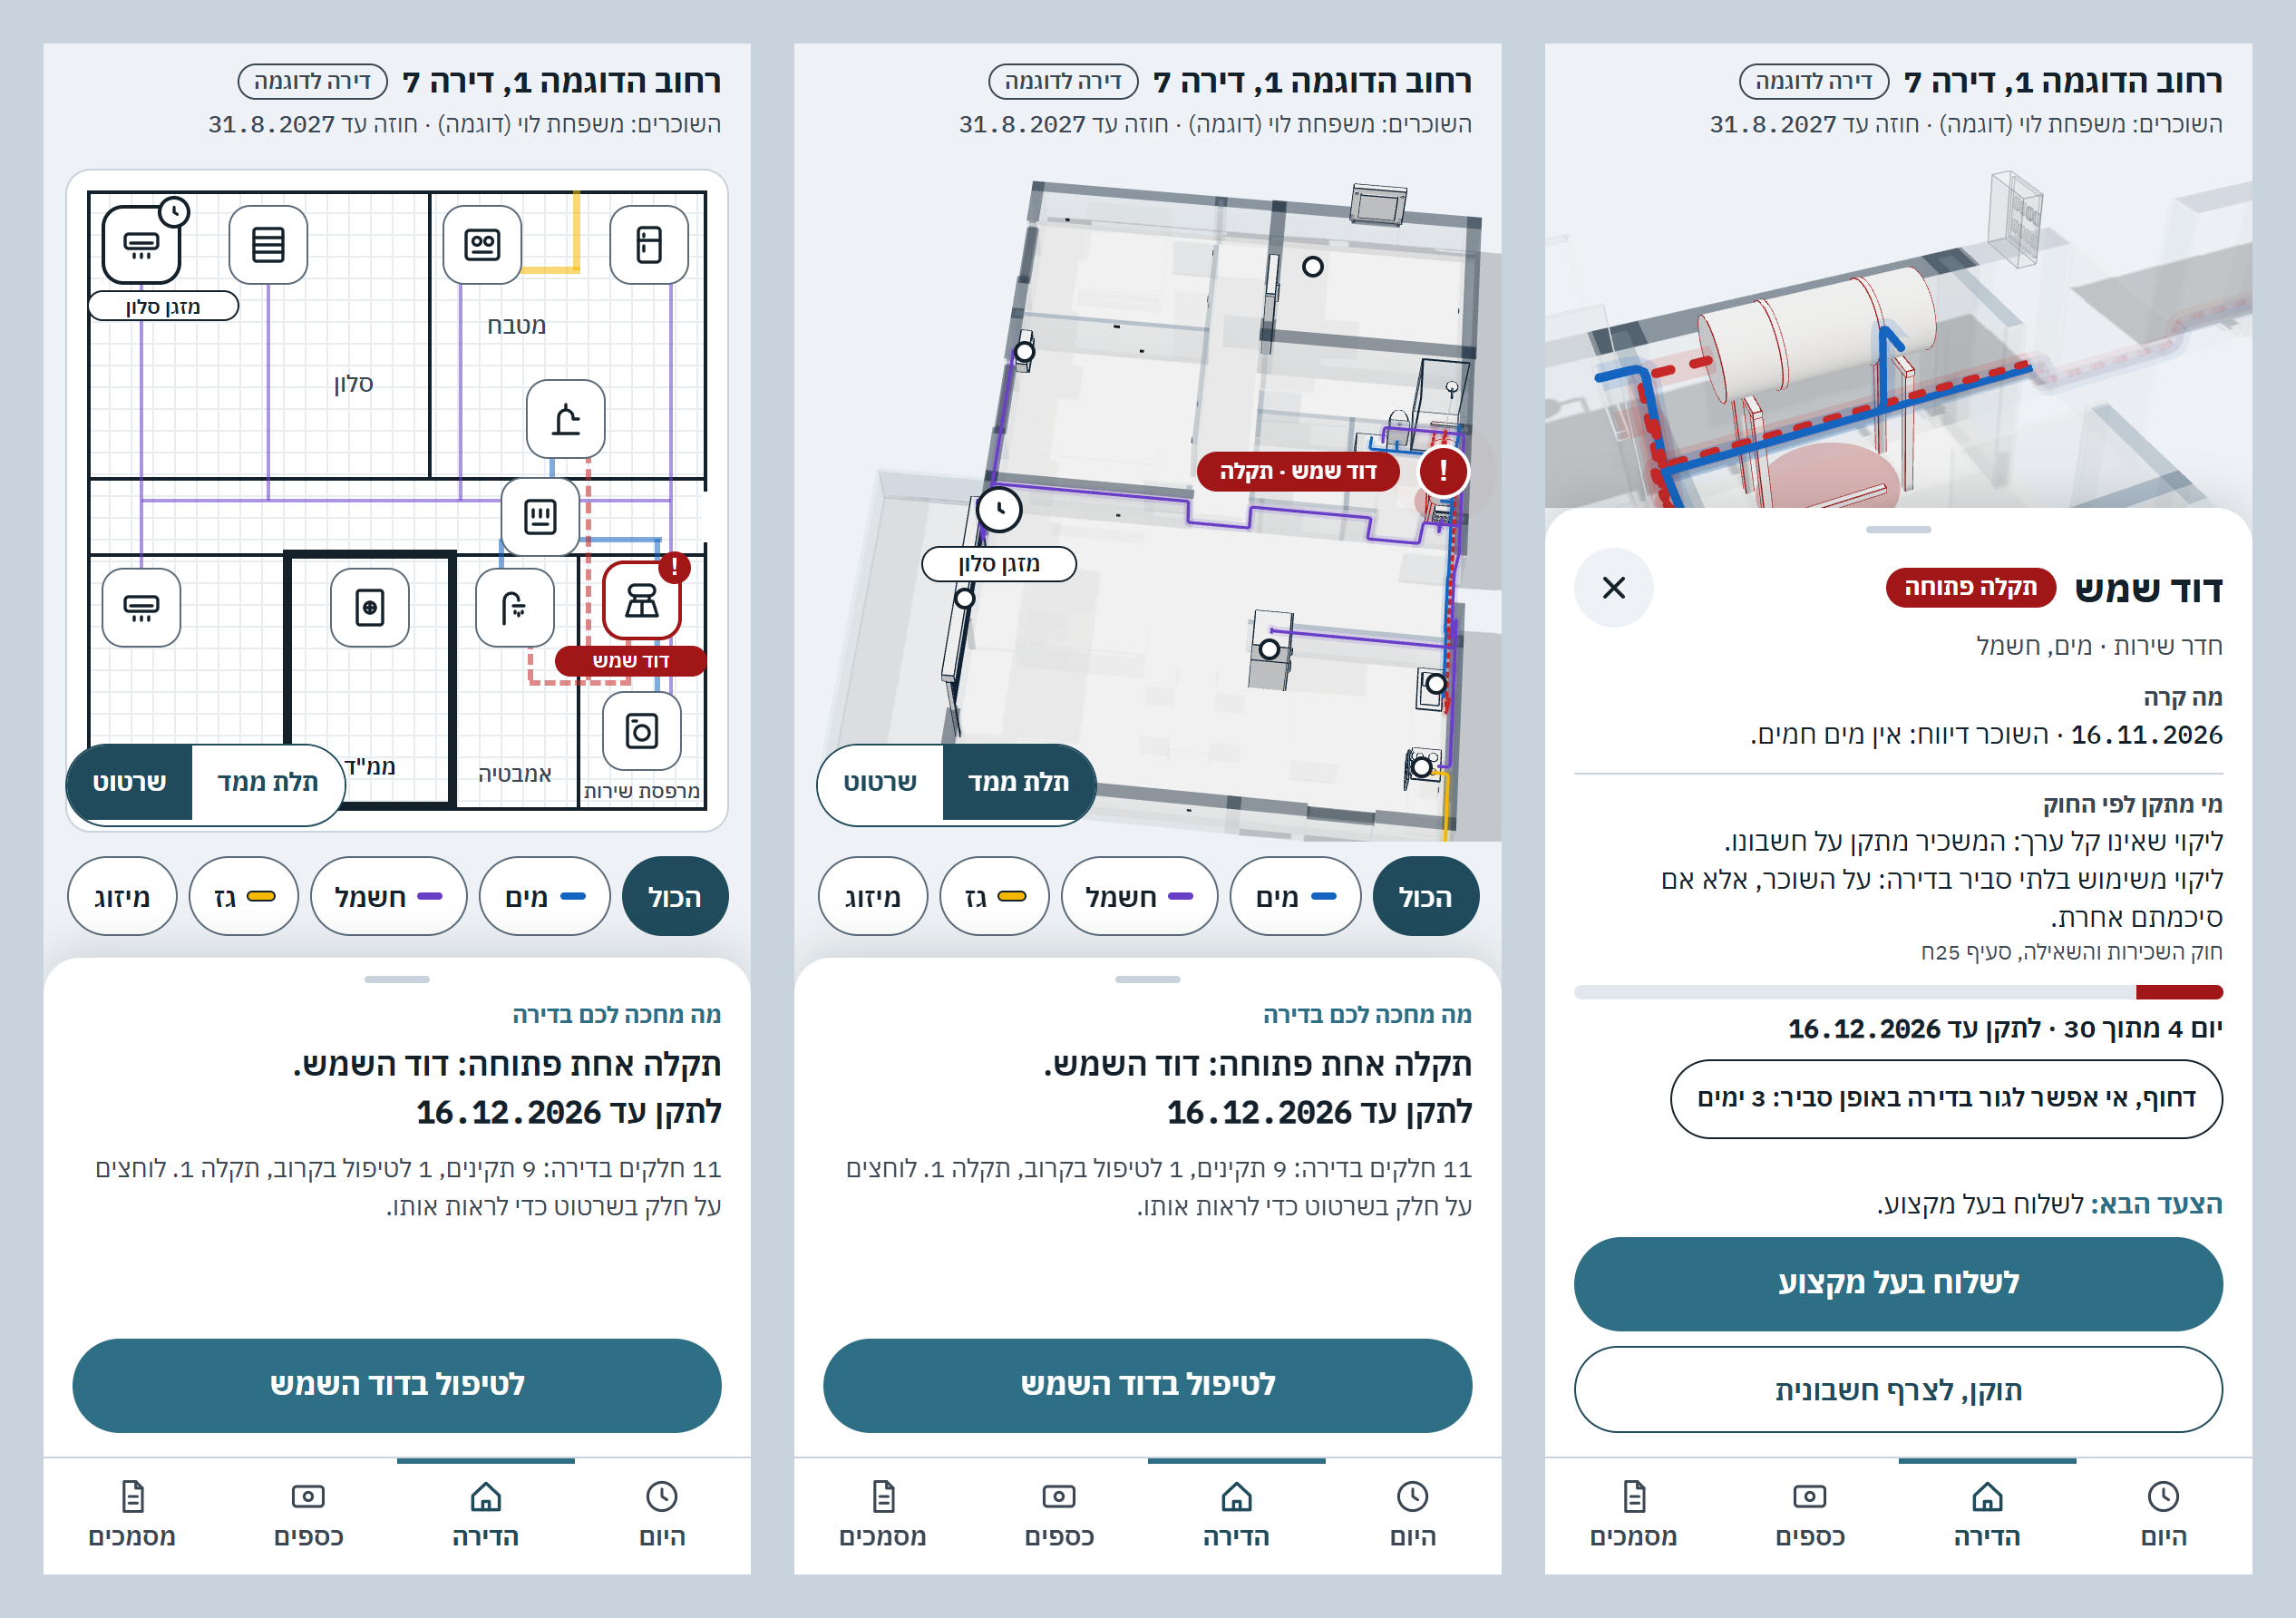 רחוב הדוגמה 1, דירה 7 דירה לדוגמה
השוכרים: משפחת לוי (דוגמה) · חוזה עד 31.8.2027
מזגן סלון
מטבח
סלון
!
דוד שמש
ממ"ד
אמבטיה
מרפסת שירות
תלת ממד שרטוט
הכול מים חשמל גז מיזוג
מה מחכה לכם בדירה
תקלה אחת פתוחה: דוד השמש.
לתקן עד 16.12.2026
11 חלקים בדירה: 9 תקינים, 1 לטיפול בקרוב, תקלה 1. לוחצים
על חלק בשרטוט כדי לראות אותו.
לטיפול בדוד השמש
היום הדירה כספים מסמכים
רחוב הדוגמה 1, דירה 7 דירה לדוגמה
השוכרים: משפחת לוי (דוגמה) · חוזה עד 31.8.2027
! דוד שמש · תקלה
מזגן סלון
תלת ממד שרטוט
הכול מים חשמל גז מיזוג
מה מחכה לכם בדירה
תקלה אחת פתוחה: דוד השמש.
לתקן עד 16.12.2026
11 חלקים בדירה: 9 תקינים, 1 לטיפול בקרוב, תקלה 1. לוחצים
על חלק בשרטוט כדי לראות אותו.
לטיפול בדוד השמש
היום הדירה כספים מסמכים
רחוב הדוגמה 1, דירה 7 דירה לדוגמה
השוכרים: משפחת לוי (דוגמה) · חוזה עד 31.8.2027
דוד שמש תקלה פתוחה
חדר שירות · מים, חשמל
מה קרה
16.11.2026 · השוכר דיווח: אין מים חמים.
מי מתקן לפי החוק
ליקוי שאינו קל ערך: המשכיר מתקן על חשבונו.
ליקוי משימוש בלתי סביר בדירה: על השוכר, אלא אם
סיכמתם אחרת.
חוק השכירות והשאילה, סעיף 25ח
יום 4 מתוך 30 · לתקן עד 16.12.2026
דחוף, אי אפשר לגור בדירה באופן סביר: 3 ימים
הצעד הבא: לשלוח בעל מקצוע.
לשלוח בעל מקצוע
תוקן, לצרף חשבונית
היום הדירה כספים מסמכים